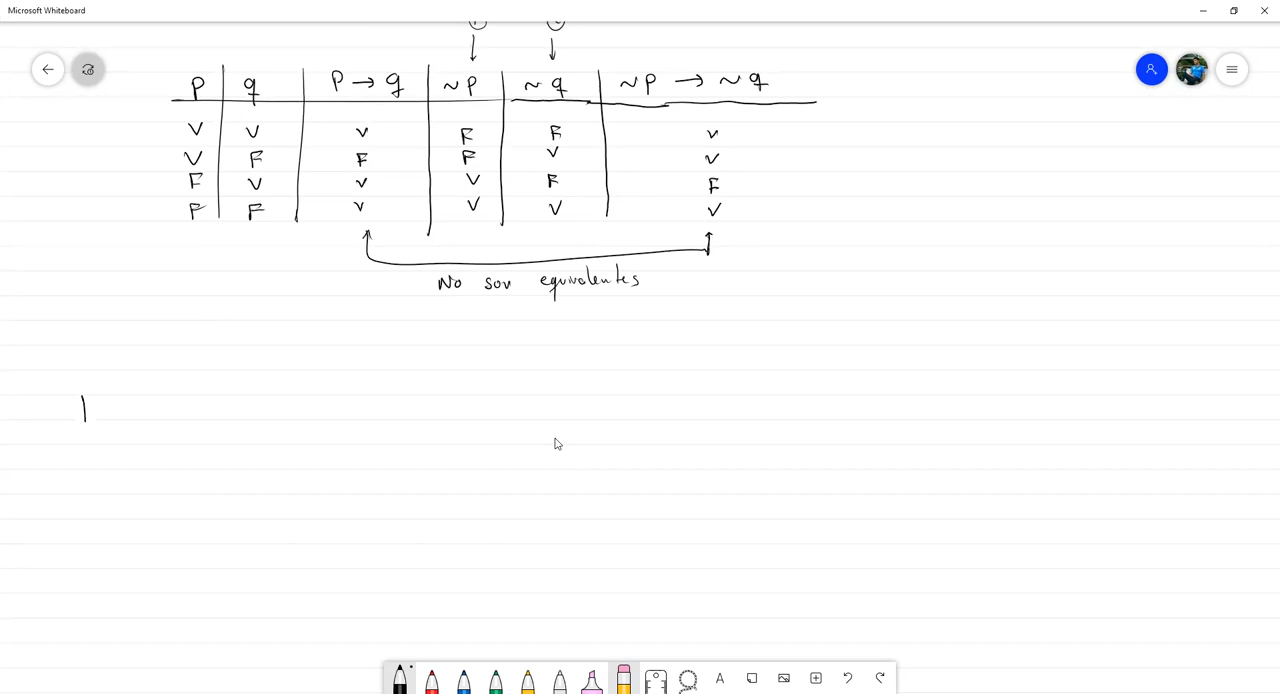 Microsoft Whiteboard
p q p → q ~p ~q ~p → ~q
V V V F F V
V F F F V V
F V V V F F
F F V V V V
No son equivalentes
A